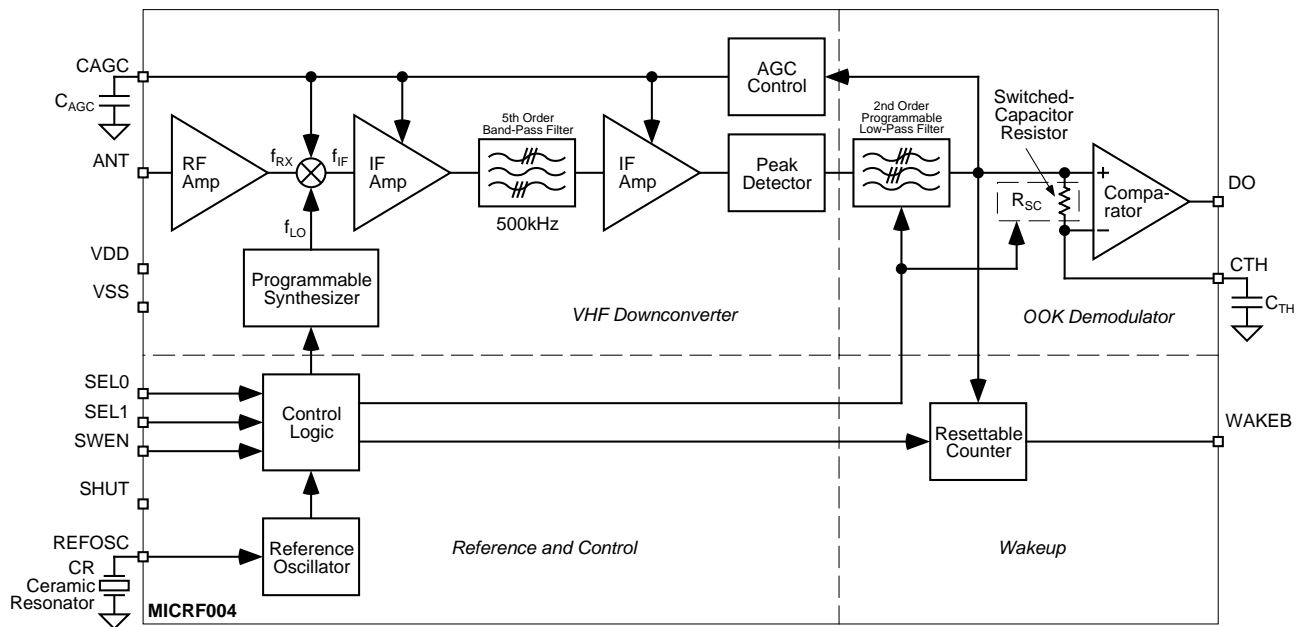 CAGC
C_AGC
ANT
RF
Amp
f_RX
f_IF
IF
Amp
5th Order
Band-Pass Filter
500kHz
IF
Amp
AGC
Control
Peak
Detector
2nd Order
Programmable
Low-Pass Filter
Switched-
Capacitor
Resistor
R_SC
+
−
Compa-
rator
DO
f_LO
VDD
VSS
Programmable
Synthesizer
VHF Downconverter
OOK Demodulator
CTH
C_TH
SEL0
SEL1
SWEN
Control
Logic
Resettable
Counter
WAKEB
SHUT
REFOSC
Reference
Oscillator
Reference and Control
Wakeup
CR
Ceramic
Resonator
MICRF004